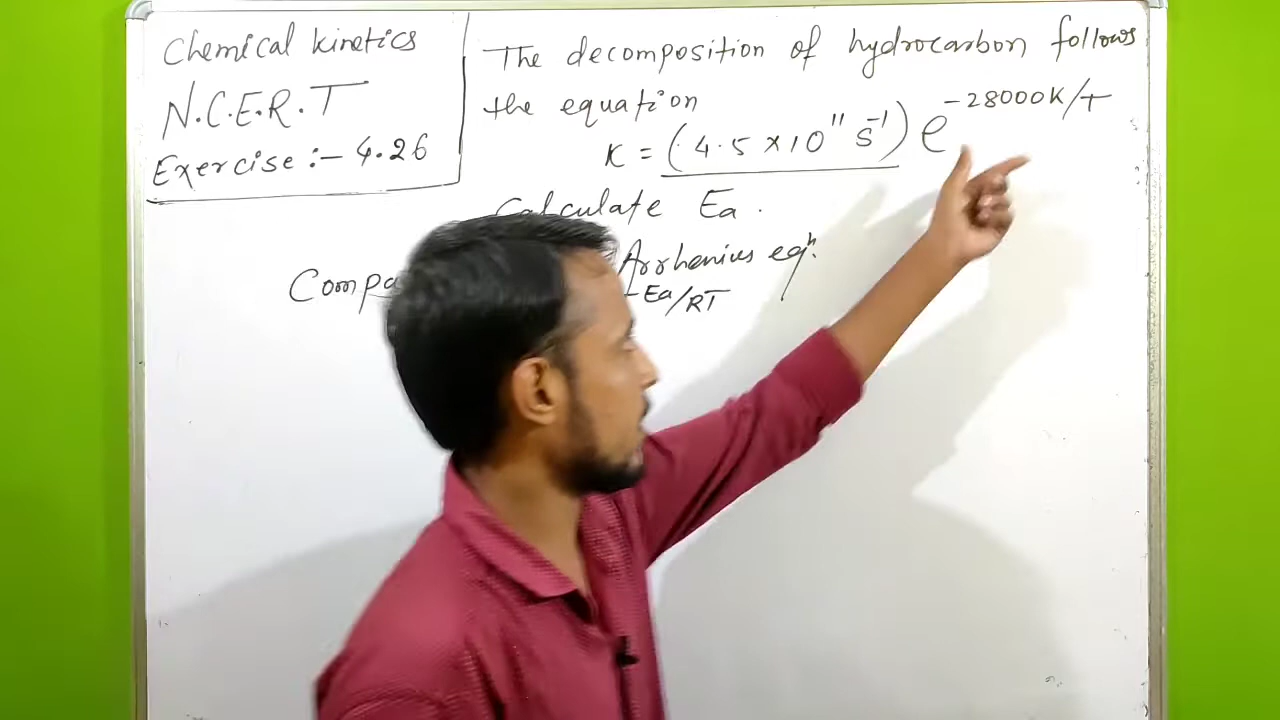 Chemical kinetics
N.C.E.R.T
Exercise :- 4.26
The decomposition of hydrocarbon follows
the equation
K = (4.5 × 10¹¹ s⁻¹) e^-28000K/T
Calculate Ea.
Arrhenius eqⁿ.
-Ea/RT